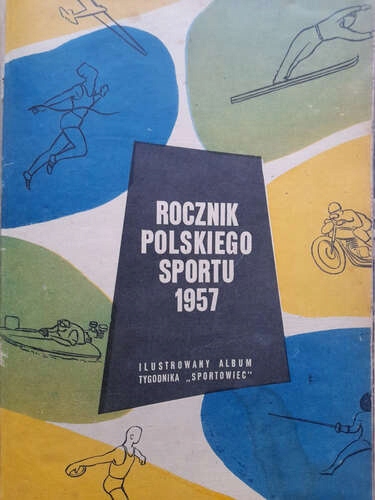 ROCZNIK
POLSKIEGO
SPORTU
1957
ILUSTROWANY ALBUM
TYGODNIKA „SPORTOWIEC"